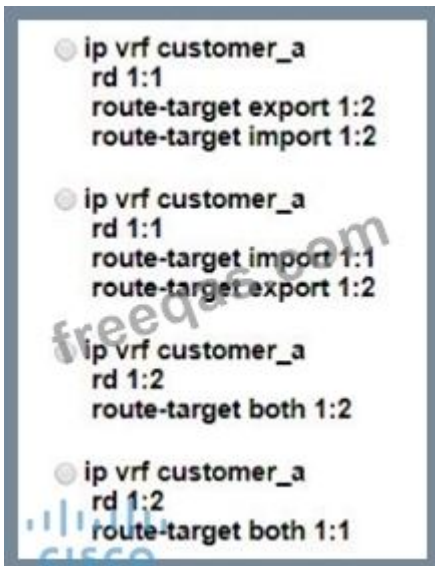 ip vrf customer_a
rd 1:1
route-target export 1:2
route-target import 1:2
ip vrf customer_a
rd 1:1
route-target import 1:1
route-target export 1:2
freeqas.com
ip vrf customer_a
rd 1:2
route-target both 1:2
ip vrf customer_a
rd 1:2
route-target both 1:1
CISCO